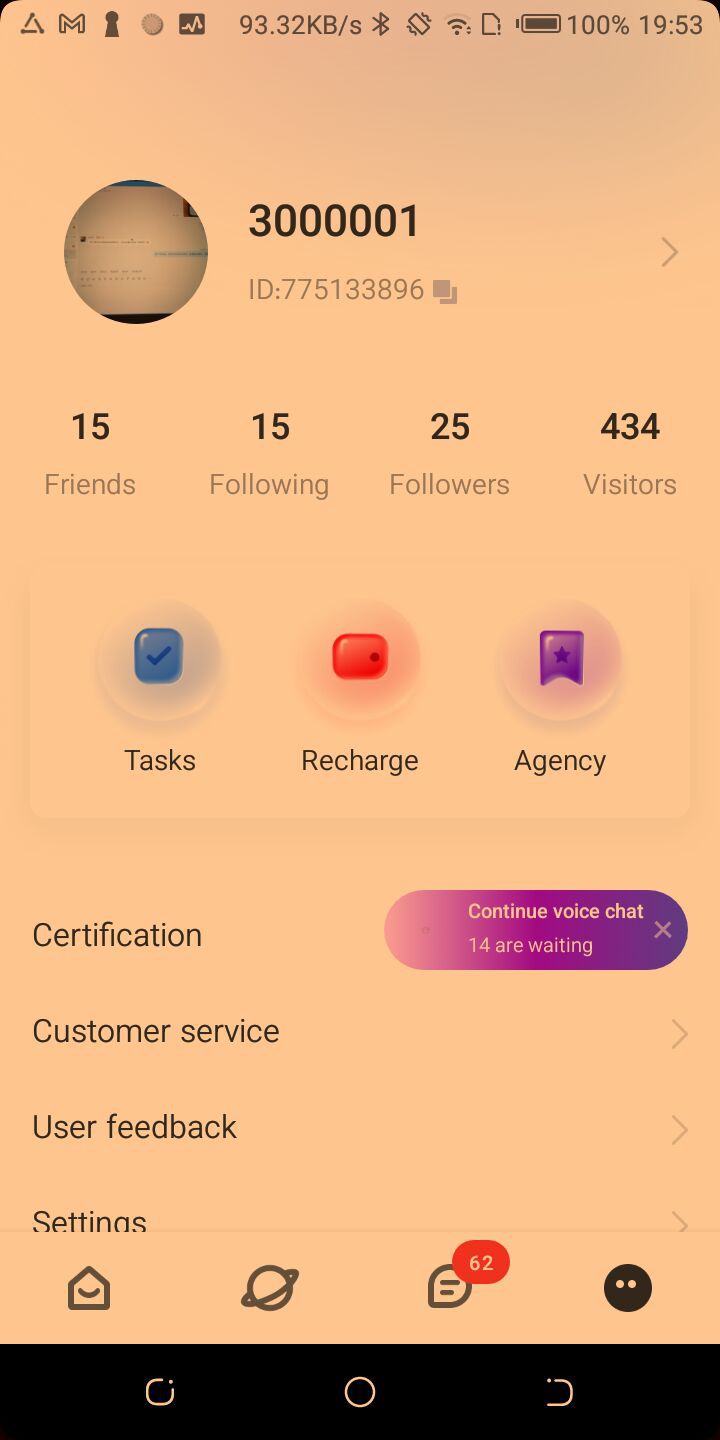 93.32KB/s 100% 19:53
3000001
ID:775133896
15 15 25 434
Friends Following Followers Visitors
Tasks Recharge Agency
Certification
Continue voice chat
14 are waiting
Customer service
User feedback
Settings
62